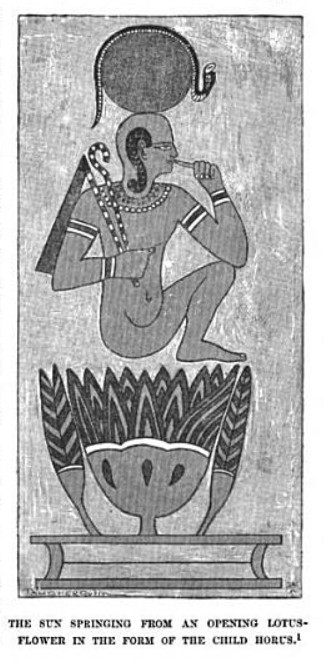 THE SUN SPRINGING FROM AN OPENING LOTUS-
FLOWER IN THE FORM OF THE CHILD HORUS.¹